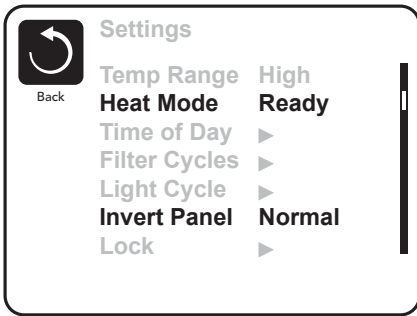 Settings
Back
Temp Range High
Heat Mode Ready
Time of Day ▶
Filter Cycles ▶
Light Cycle ▶
Invert Panel Normal
Lock ▶